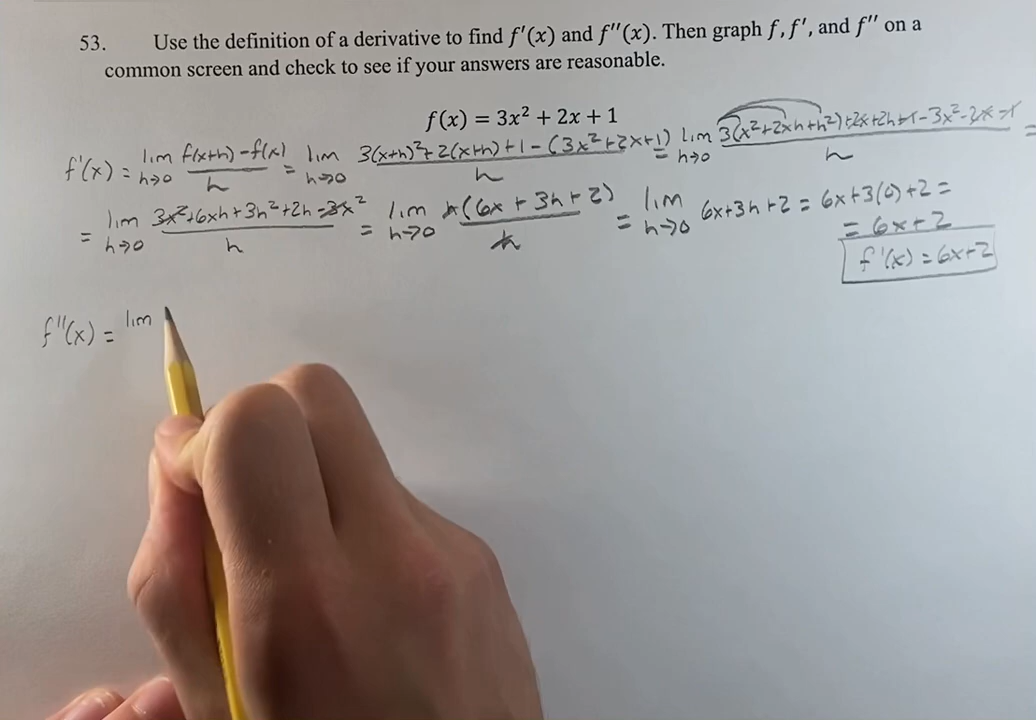 53. Use the definition of a derivative to find f′(x) and f′′(x). Then graph f, f′, and f′′ on a
common screen and check to see if your answers are reasonable.
f(x) = 3x² + 2x + 1
f'(x) = lim h→0 f(x+h) - f(x) / h = lim h→0 3(x+h)² + 2(x+h) + 1 - (3x² + 2x + 1) / h = lim h→0 3(x² + 2xh + h²) + 2x + 2h + 1 - 3x² - 2x - 1 / h =
= lim h→0 3x² + 6xh + 3h² + 2h - 3x² / h = lim h→0 h(6x + 3h + 2) / h = lim h→0 6x + 3h + 2 = 6x + 3(0) + 2 =
= 6x + 2
f'(x) = 6x + 2
f''(x) = lim